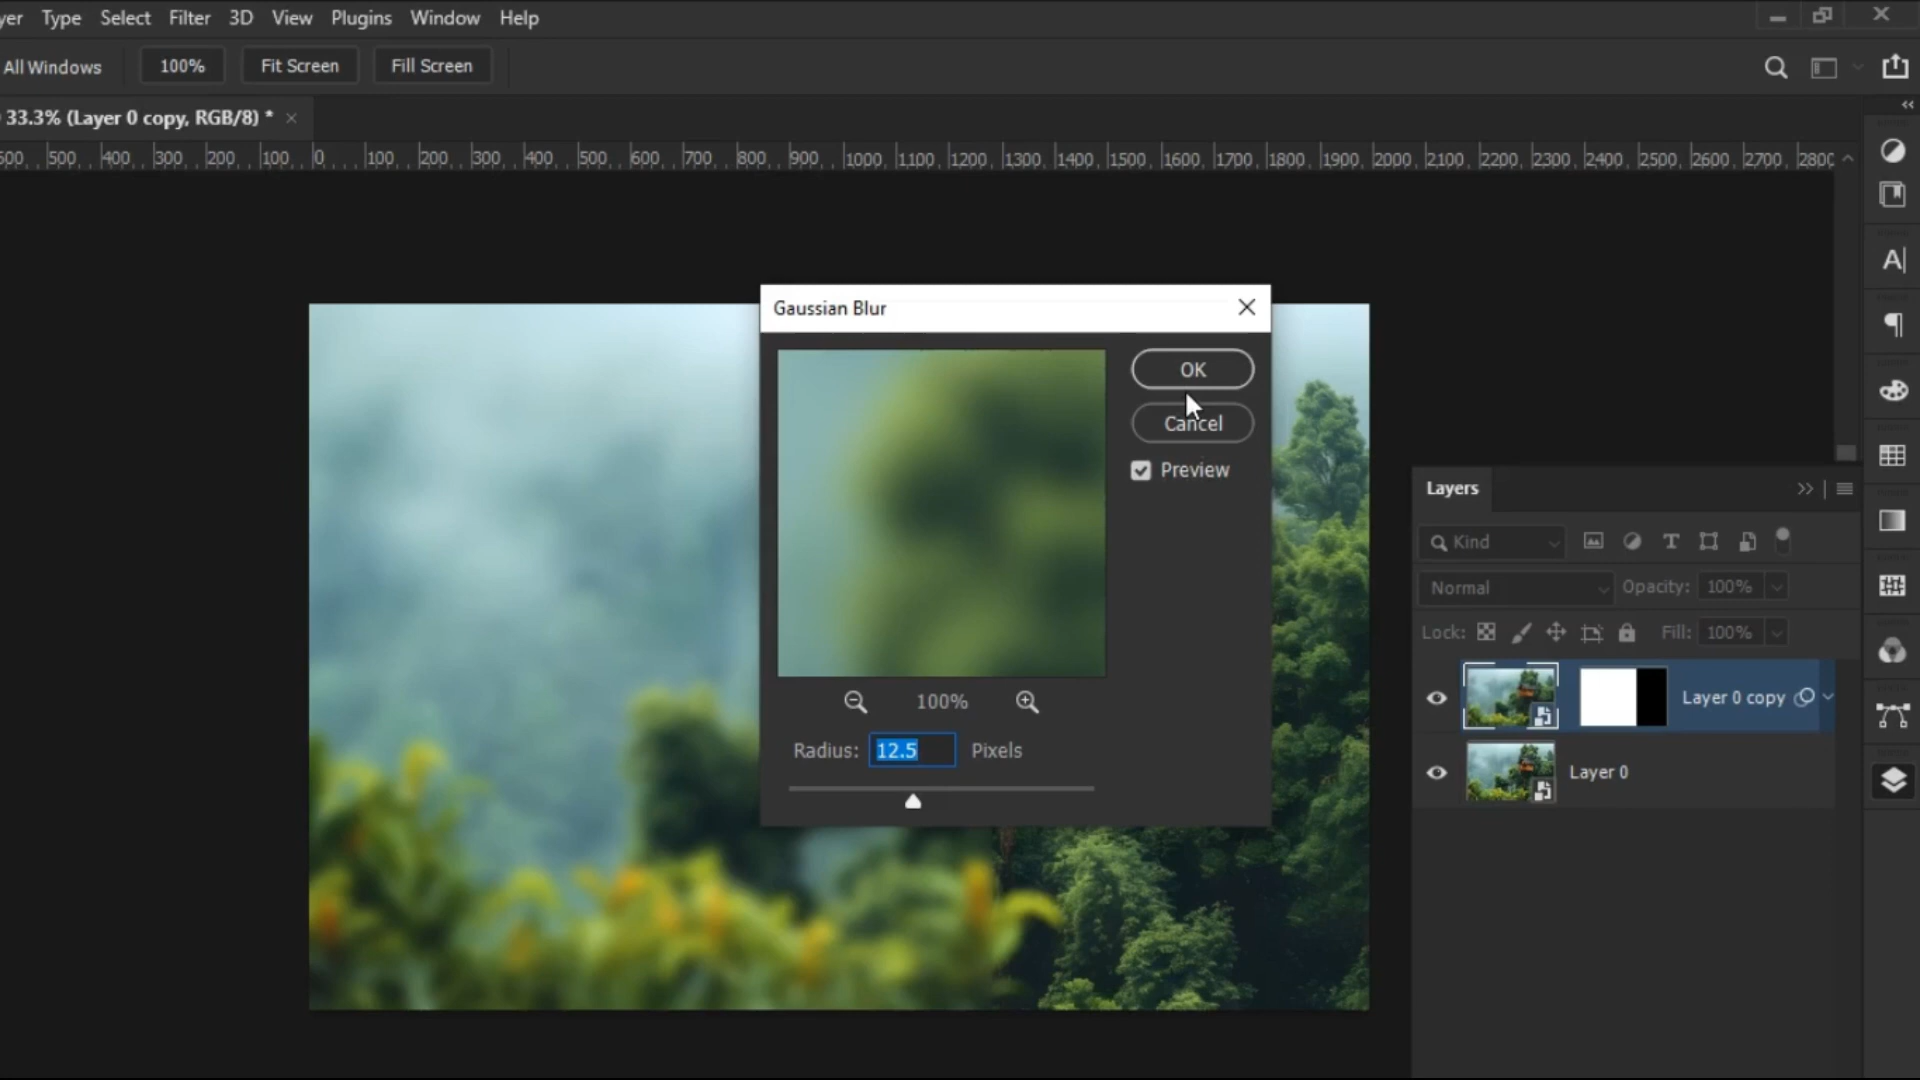 yer Type Select Filter 3D View Plugins Window Help
All Windows 100% Fit Screen Fill Screen
33.3% (Layer 0 copy, RGB/8) *
500 400 300 200 100 0 100 200 300 400 500 600 700 800 900 1000 1100 1200 1300 1400 1500 1600 1700 1800 1900 2000 2100 2200 2300 2400 2500 2600 2700 2800
Gaussian Blur
OK
Cancel
Preview
100%
Radius: 12.5 Pixels
Layers
Kind
Normal Opacity: 100%
Lock: Fill: 100%
Layer 0 copy
Layer 0